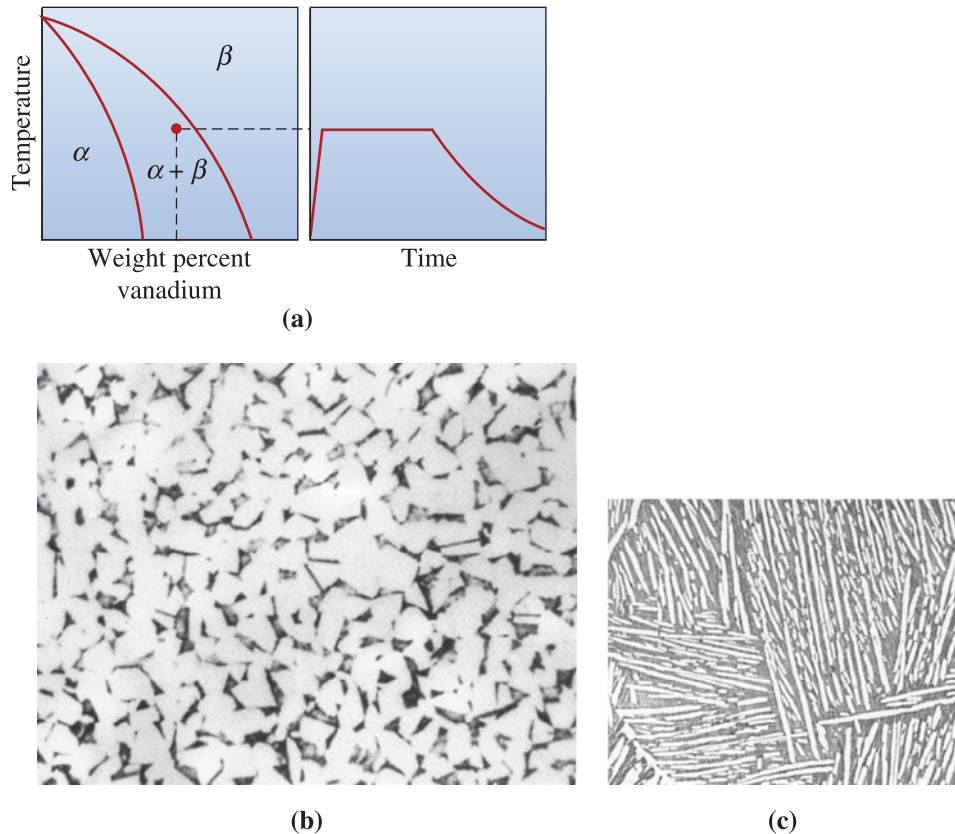 Temperature
β
α
α + β
Weight percent
vanadium
Time
(a)
(b)
(c)